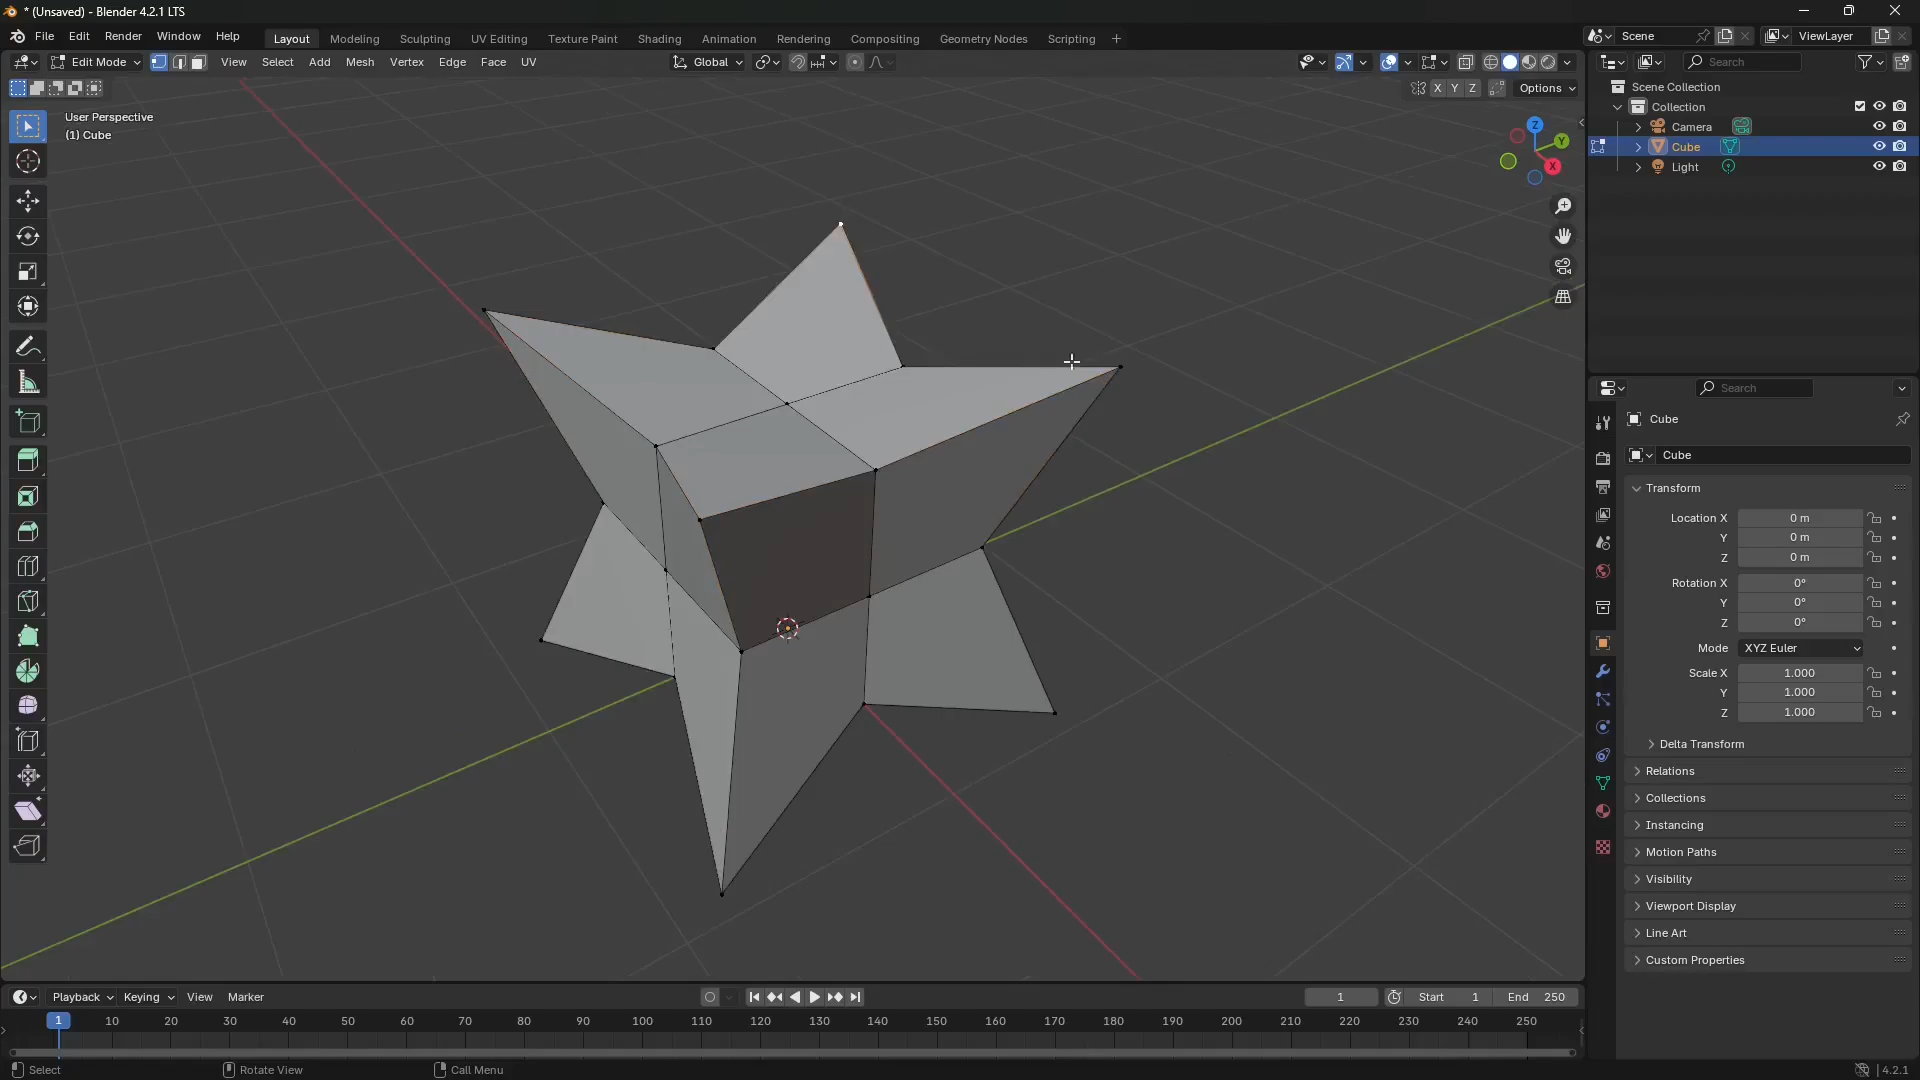 * (Unsaved) - Blender 4.2.1 LTS
File Edit Render Window Help Layout Modeling Sculpting UV Editing Texture Paint Shading Animation Rendering Compositing Geometry Nodes Scripting + Scene ViewLayer
Edit Mode View Select Add Mesh Vertex Edge Face UV Global Search
X Y Z Options
User Perspective
(1) Cube
Z Y X
Scene Collection
Collection
Camera
Cube
Light
Search
Cube
Cube
Transform
Location X 0 m
Y 0 m
Z 0 m
Rotation X 0°
Y 0°
Z 0°
Mode XYZ Euler
Scale X 1.000
Y 1.000
Z 1.000
Delta Transform
Relations
Collections
Instancing
Motion Paths
Visibility
Viewport Display
Line Art
Custom Properties
Playback Keying View Marker 1 Start 1 End 250
1 10 20 30 40 50 60 70 80 90 100 110 120 130 140 150 160 170 180 190 200 210 220 230 240 250
Select Rotate View Call Menu 4.2.1